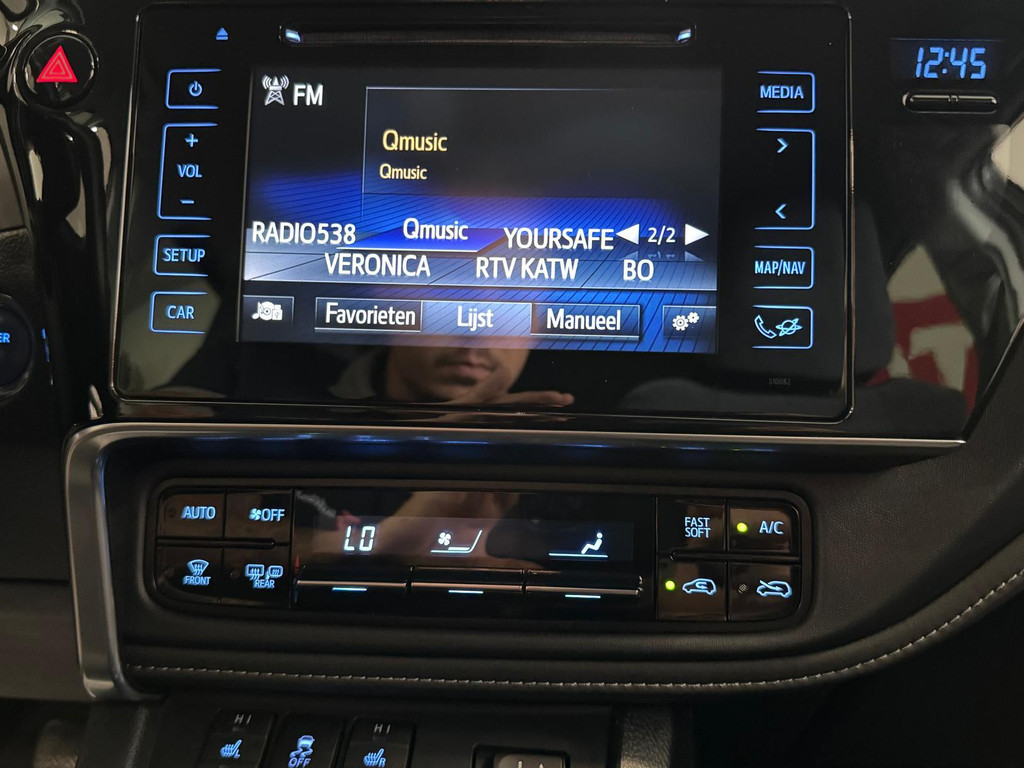 FM
MEDIA
12:45
+
VOL
-
Qmusic
Qmusic
SETUP
RADIO538 Qmusic YOURSAFE 2/2
VERONICA RTV KATW BO
MAP/NAV
CAR
Favorieten Lijst Manueel
AUTO OFF
LO
FAST
SOFT
A/C
FRONT
REAR
HI
HI
L
OFF
R